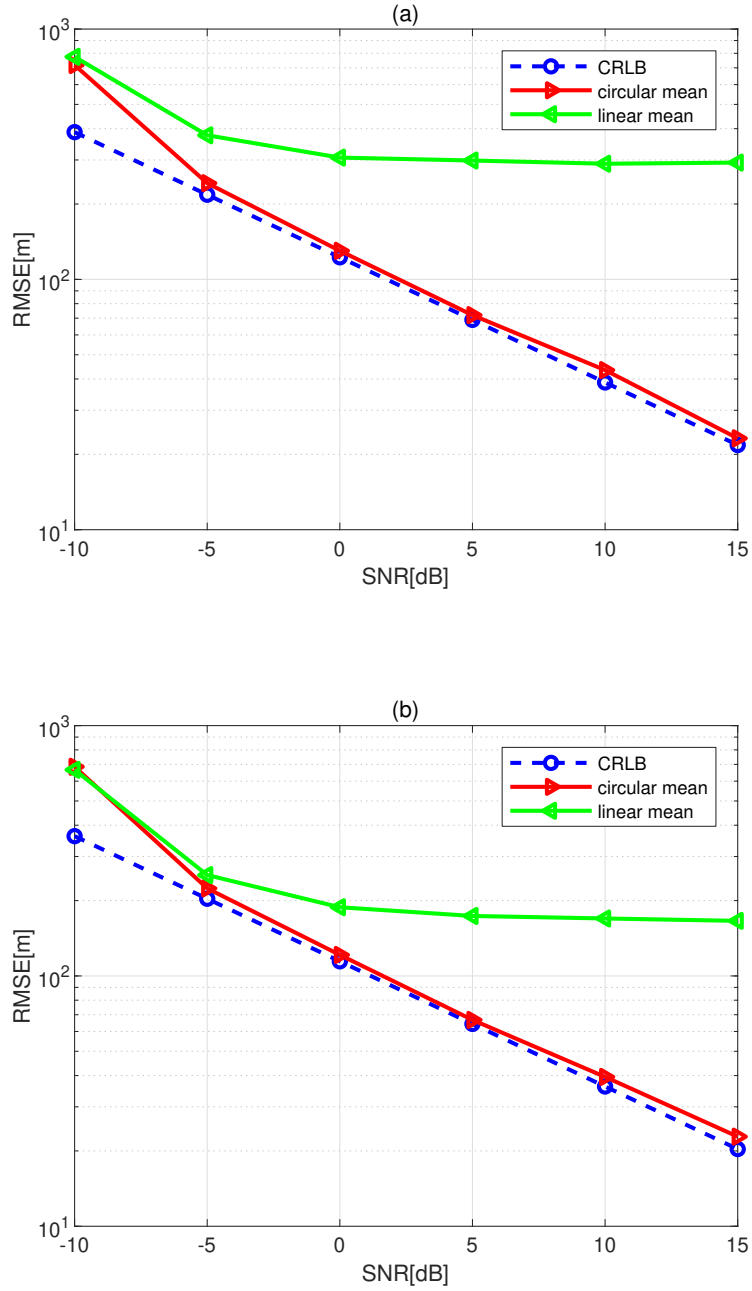 (a)
10^3
10^2
10^1
RMSE[m]
CRLB
circular mean
linear mean
-10 -5 0 5 10 15
SNR[dB]
(b)
10^3
10^2
10^1
RMSE[m]
CRLB
circular mean
linear mean
-10 -5 0 5 10 15
SNR[dB]